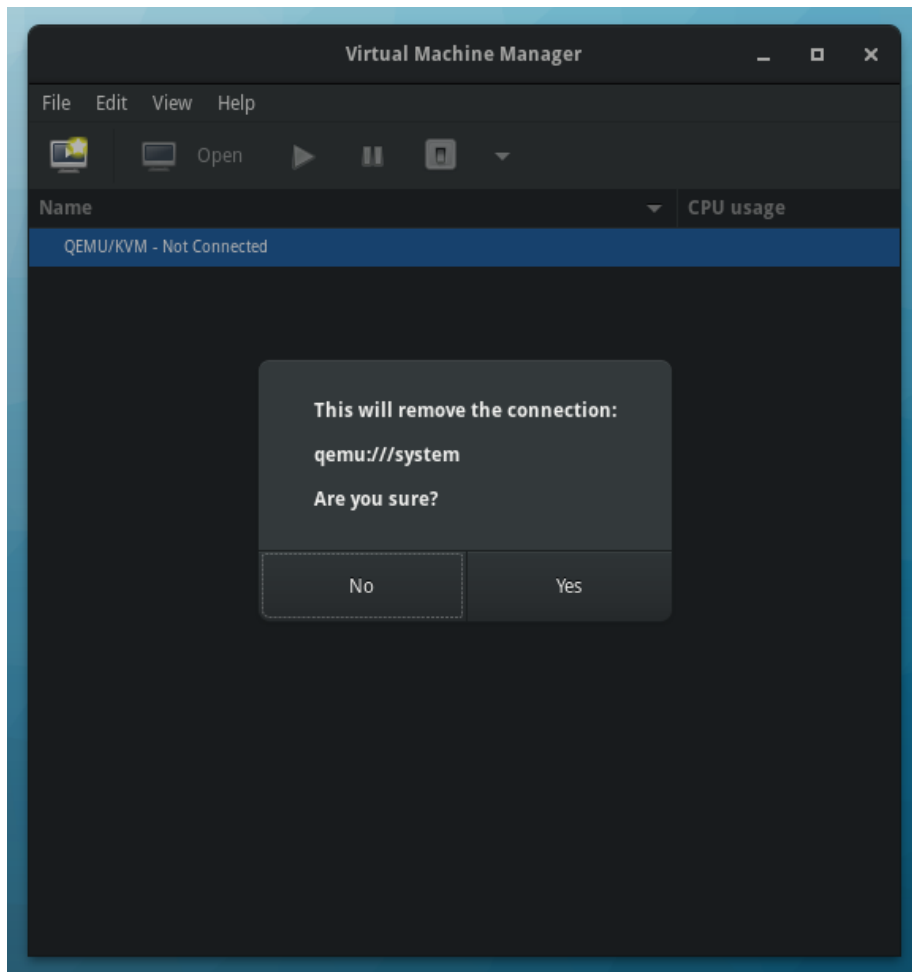 Virtual Machine Manager
File Edit View Help
Open
Name CPU usage
QEMU/KVM - Not Connected
This will remove the connection:
qemu:///system
Are you sure?
No Yes